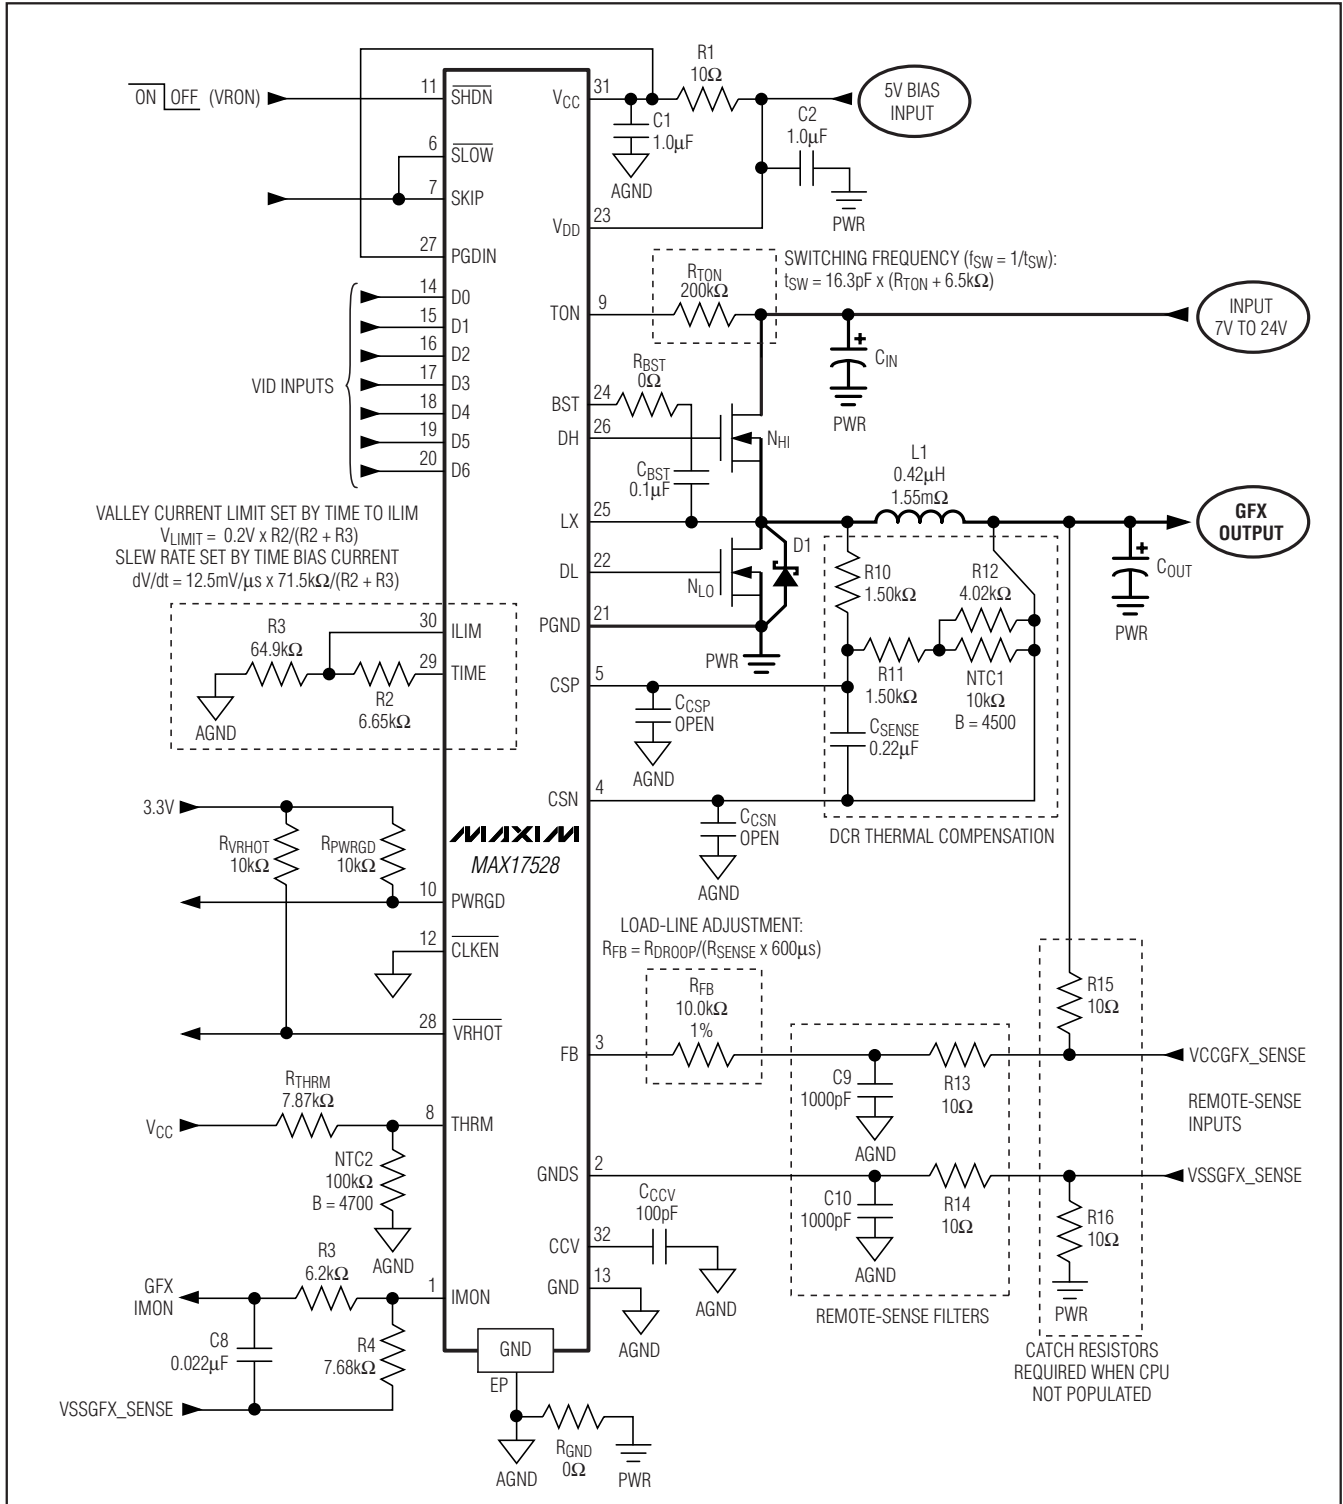 ON OFF (VRON)
11
SHDN
6
SLOW
7
SKIP
27
PGDIN
14
D0
15
D1
16
D2
17
D3
18
D4
19
D5
20
D6
VID INPUTS
VALLEY CURRENT LIMIT SET BY TIME TO ILIM
VLIMIT = 0.2V x R2/(R2 + R3)
SLEW RATE SET BY TIME BIAS CURRENT
dV/dt = 12.5mV/μs x 71.5kΩ/(R2 + R3)
30
ILIM
R3
64.9kΩ
29
TIME
R2
6.65kΩ
AGND
3.3V
RVRHOT
10kΩ
RPWRGD
10kΩ
10
PWRGD
12
CLKEN
28
VRHOT
RTHRM
7.87kΩ
VCC
8
THRM
NTC2
100kΩ
B = 4700
AGND
R3
6.2kΩ
GFX
IMON
1
IMON
C8
0.022μF
R4
7.68kΩ
VSSGFX_SENSE
MAXIM
MAX17528
GND
EP
AGND
RGND
0Ω
PWR
VCC
31
R1
10Ω
C1
1.0μF
AGND
C2
1.0μF
PWR
5V BIAS
INPUT
VDD
23
SWITCHING FREQUENCY (fSW = 1/tSW):
tSW = 16.3pF x (RTON + 6.5kΩ)
RTON
200kΩ
TON
9
INPUT
7V TO 24V
CIN
PWR
RBST
0Ω
BST
24
DH
26
NHI
CBST
0.1μF
LX
25
L1
0.42μH
1.55mΩ
GFX
OUTPUT
COUT
PWR
DL
22
NLO
D1
PGND
21
PWR
R10
1.50kΩ
R12
4.02kΩ
R11
1.50kΩ
NTC1
10kΩ
B = 4500
CSP
5
CCSP
OPEN
AGND
CSENSE
0.22μF
CSN
4
CCSN
OPEN
AGND
DCR THERMAL COMPENSATION
LOAD-LINE ADJUSTMENT:
RFB = RDROOP/(RSENSE x 600μs)
RFB
10.0kΩ
1%
FB
3
C9
1000pF
AGND
R13
10Ω
R15
10Ω
VCCGFX_SENSE
REMOTE-SENSE
INPUTS
GNDS
2
C10
1000pF
AGND
R14
10Ω
VSSGFX_SENSE
R16
10Ω
PWR
CCCV
100pF
CCV
32
AGND
GND
13
AGND
REMOTE-SENSE FILTERS
CATCH RESISTORS
REQUIRED WHEN CPU
NOT POPULATED